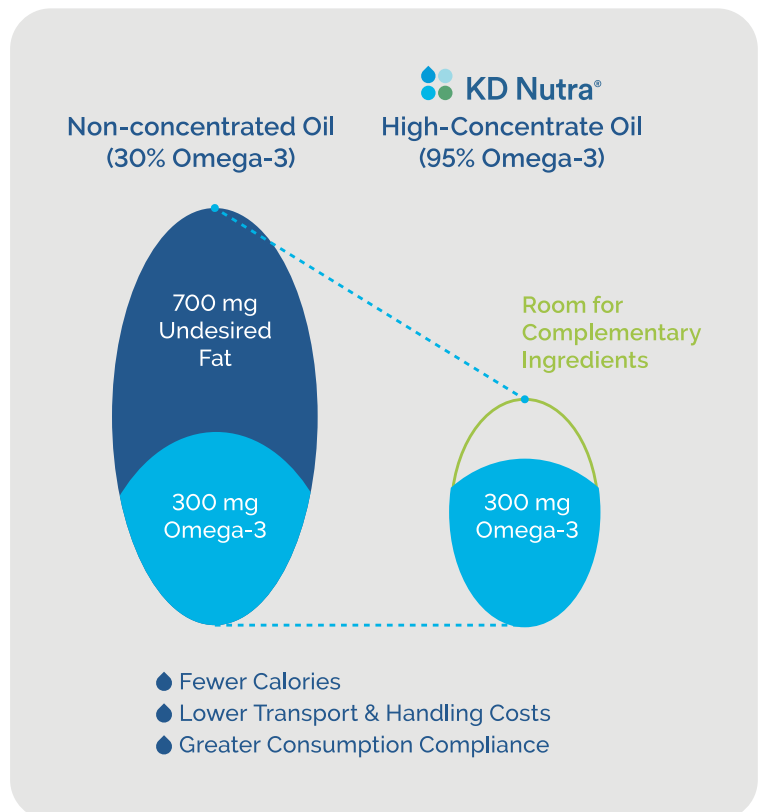 KD Nutra®
Non-concentrated Oil
(30% Omega-3)
High-Concentrate Oil
(95% Omega-3)
700 mg
Undesired
Fat
300 mg
Omega-3
Room for
Complementary
Ingredients
300 mg
Omega-3
Fewer Calories
Lower Transport & Handling Costs
Greater Consumption Compliance